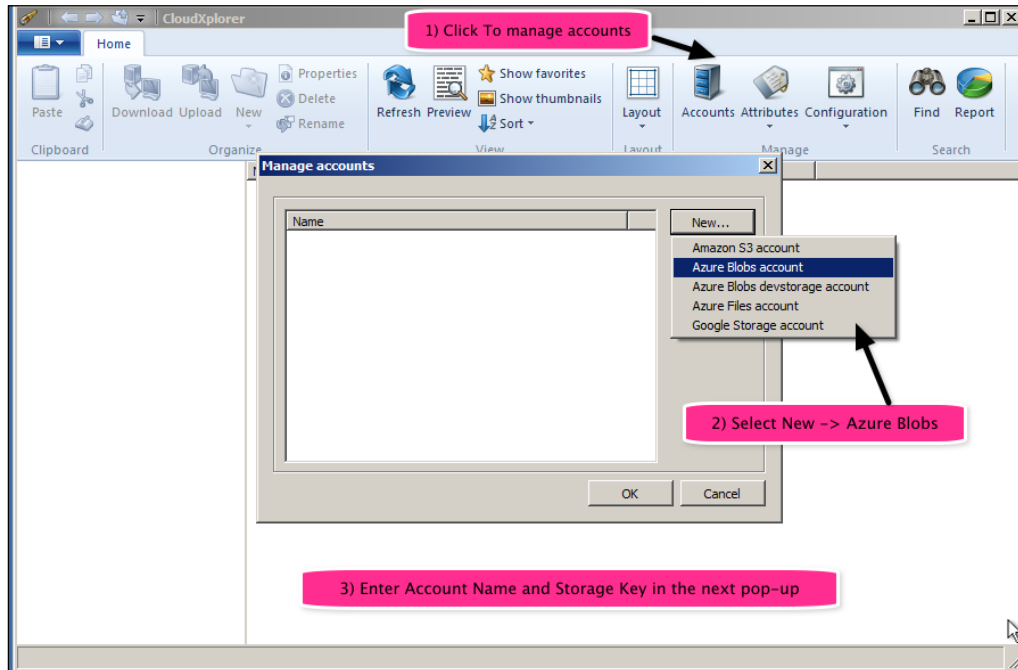 CloudXplorer
1) Click To manage accounts
Home
Paste
Download Upload New
Properties
Delete
Rename
Refresh Preview
Show favorites
Show thumbnails
Sort
Layout
Accounts Attributes Configuration
Find Report
Clipboard
Organize
View
Layout
Manage
Search
Manage accounts
Name
New...
Amazon S3 account
Azure Blobs account
Azure Blobs devstorage account
Azure Files account
Google Storage account
2) Select New -> Azure Blobs
OK
Cancel
3) Enter Account Name and Storage Key in the next pop-up